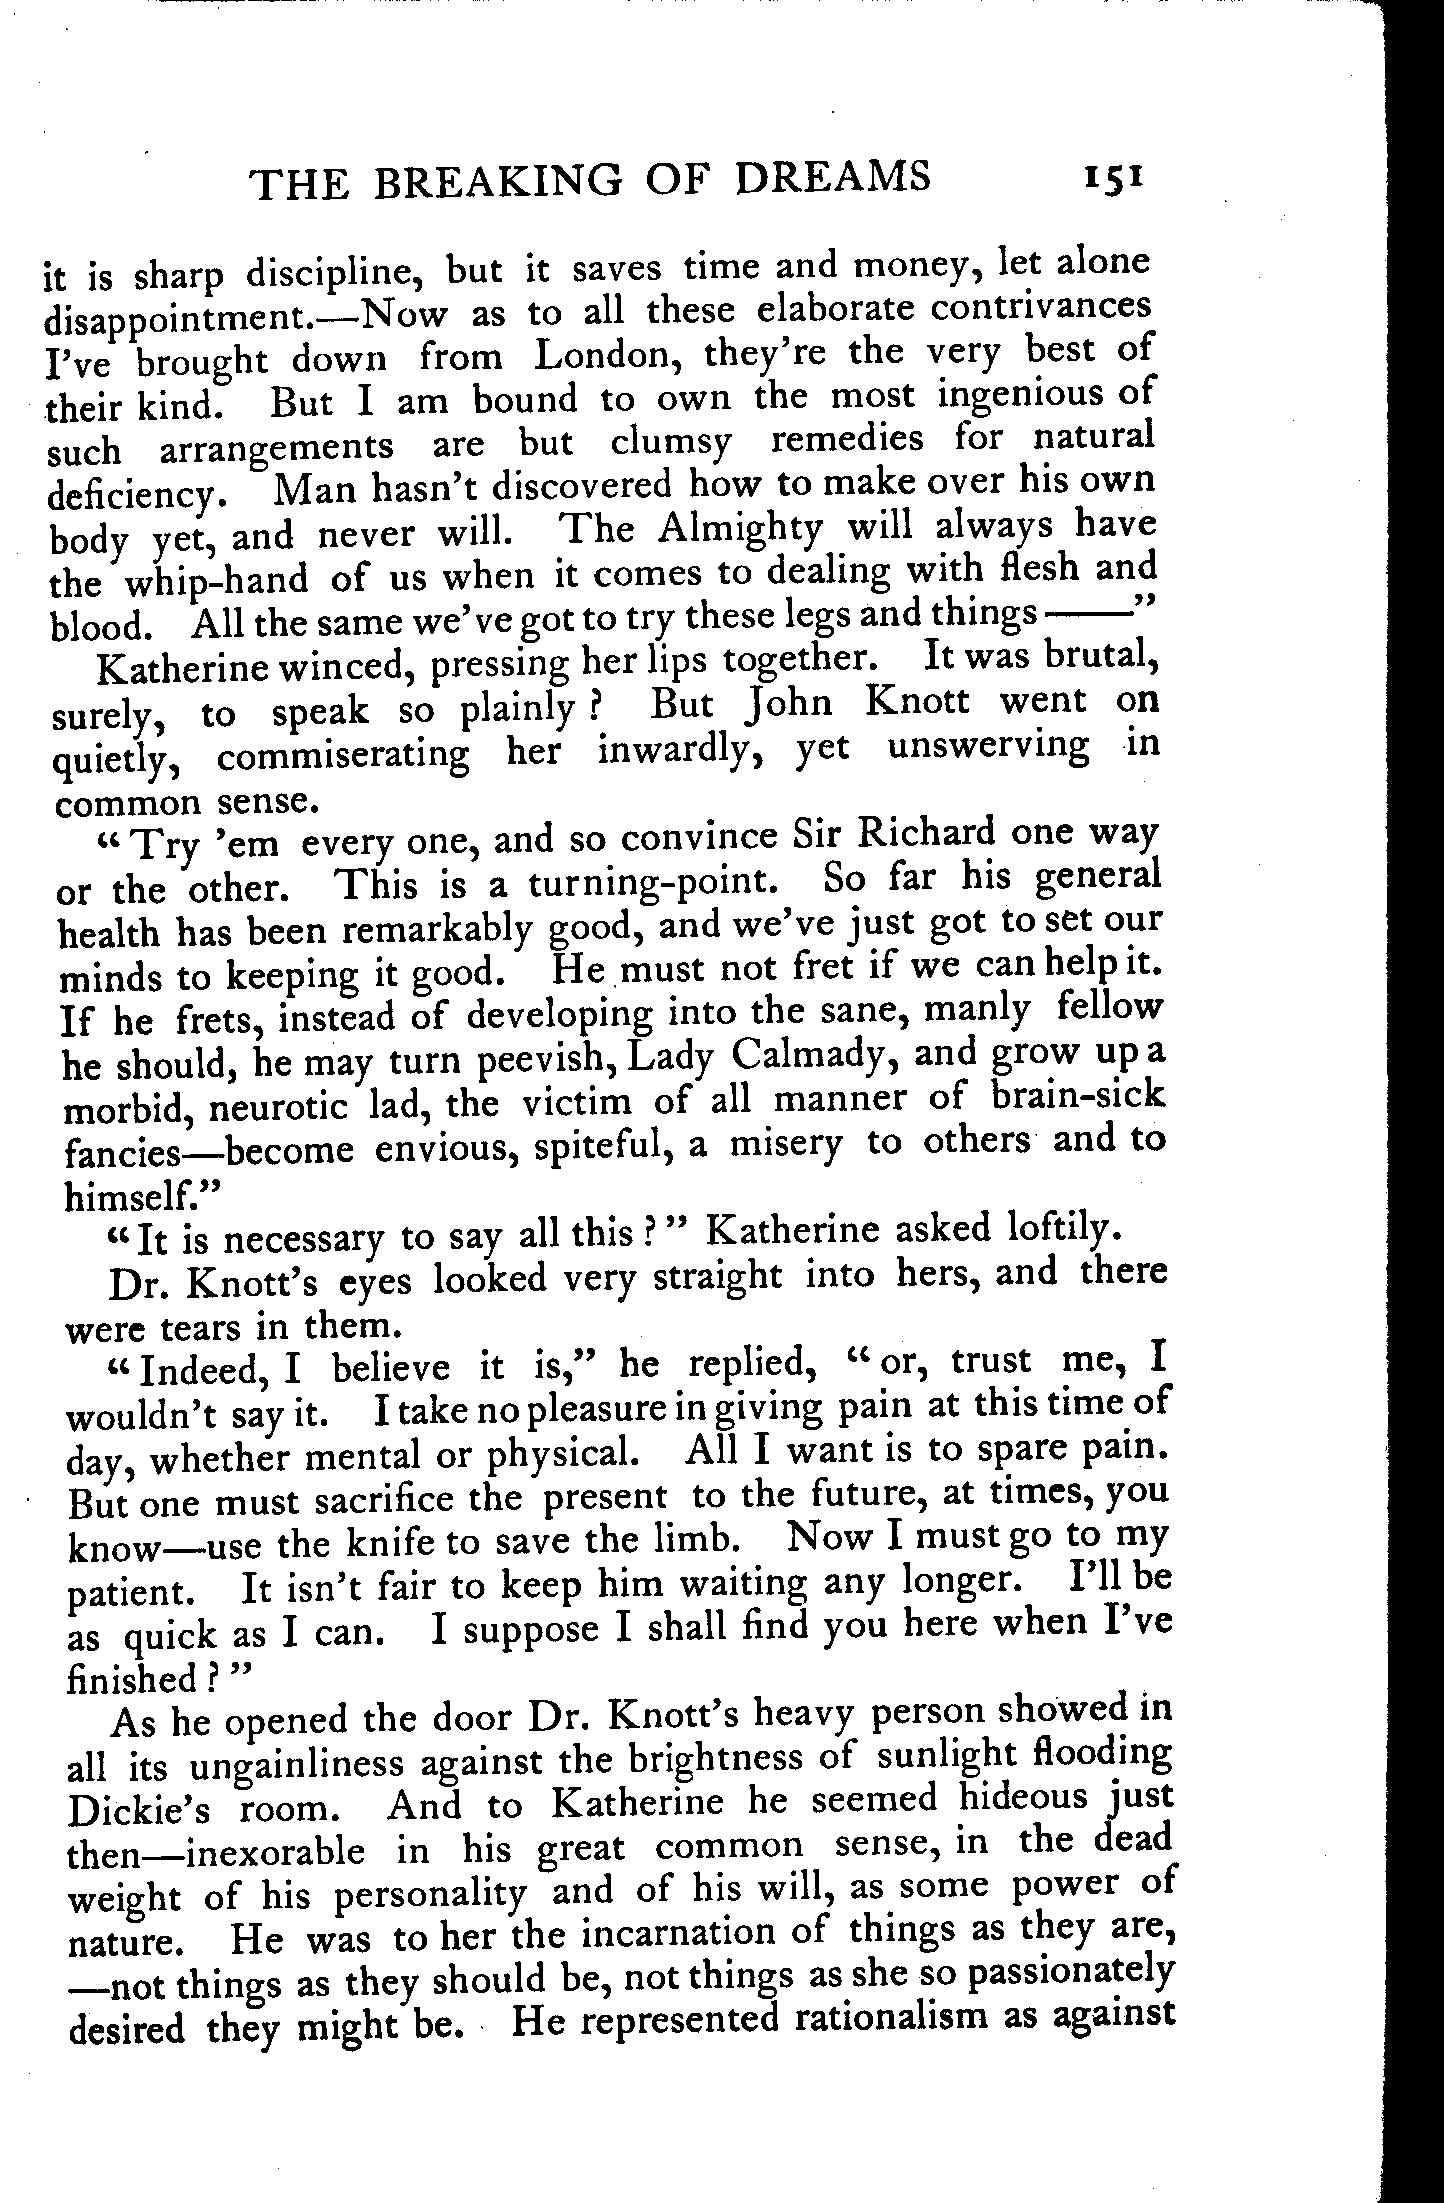 THE BREAKING OF DREAMS 151
it is sharp discipline, but it saves time and money, let alone
disappointment.—Now as to all these elaborate contrivances
I've brought down from London, they're the very best of
their kind. But I am bound to own the most ingenious of
such arrangements are but clumsy remedies for natural
deficiency. Man hasn't discovered how to make over his own
body yet, and never will. The Almighty will always have
the whip-hand of us when it comes to dealing with flesh and
blood. All the same we've got to try these legs and things——"
Katherine winced, pressing her lips together. It was brutal,
surely, to speak so plainly? But John Knott went on
quietly, commiserating her inwardly, yet unswerving in
common sense.
"Try 'em every one, and so convince Sir Richard one way
or the other. This is a turning-point. So far his general
health has been remarkably good, and we've just got to set our
minds to keeping it good. He must not fret if we can help it.
If he frets, instead of developing into the sane, manly fellow
he should, he may turn peevish, Lady Calmady, and grow up a
morbid, neurotic lad, the victim of all manner of brain-sick
fancies—become envious, spiteful, a misery to others and to
himself."
"It is necessary to say all this?" Katherine asked loftily.
Dr. Knott's eyes looked very straight into hers, and there
were tears in them.
"Indeed, I believe it is," he replied, "or, trust me, I
wouldn't say it. I take no pleasure in giving pain at this time of
day, whether mental or physical. All I want is to spare pain.
But one must sacrifice the present to the future, at times, you
know—use the knife to save the limb. Now I must go to my
patient. It isn't fair to keep him waiting any longer. I'll be
as quick as I can. I suppose I shall find you here when I've
finished?"
As he opened the door Dr. Knott's heavy person showed in
all its ungainliness against the brightness of sunlight flooding
Dickie's room. And to Katherine he seemed hideous just
then—inexorable in his great common sense, in the dead
weight of his personality and of his will, as some power of
nature. He was to her the incarnation of things as they are,
—not things as they should be, not things as she so passionately
desired they might be. He represented rationalism as against